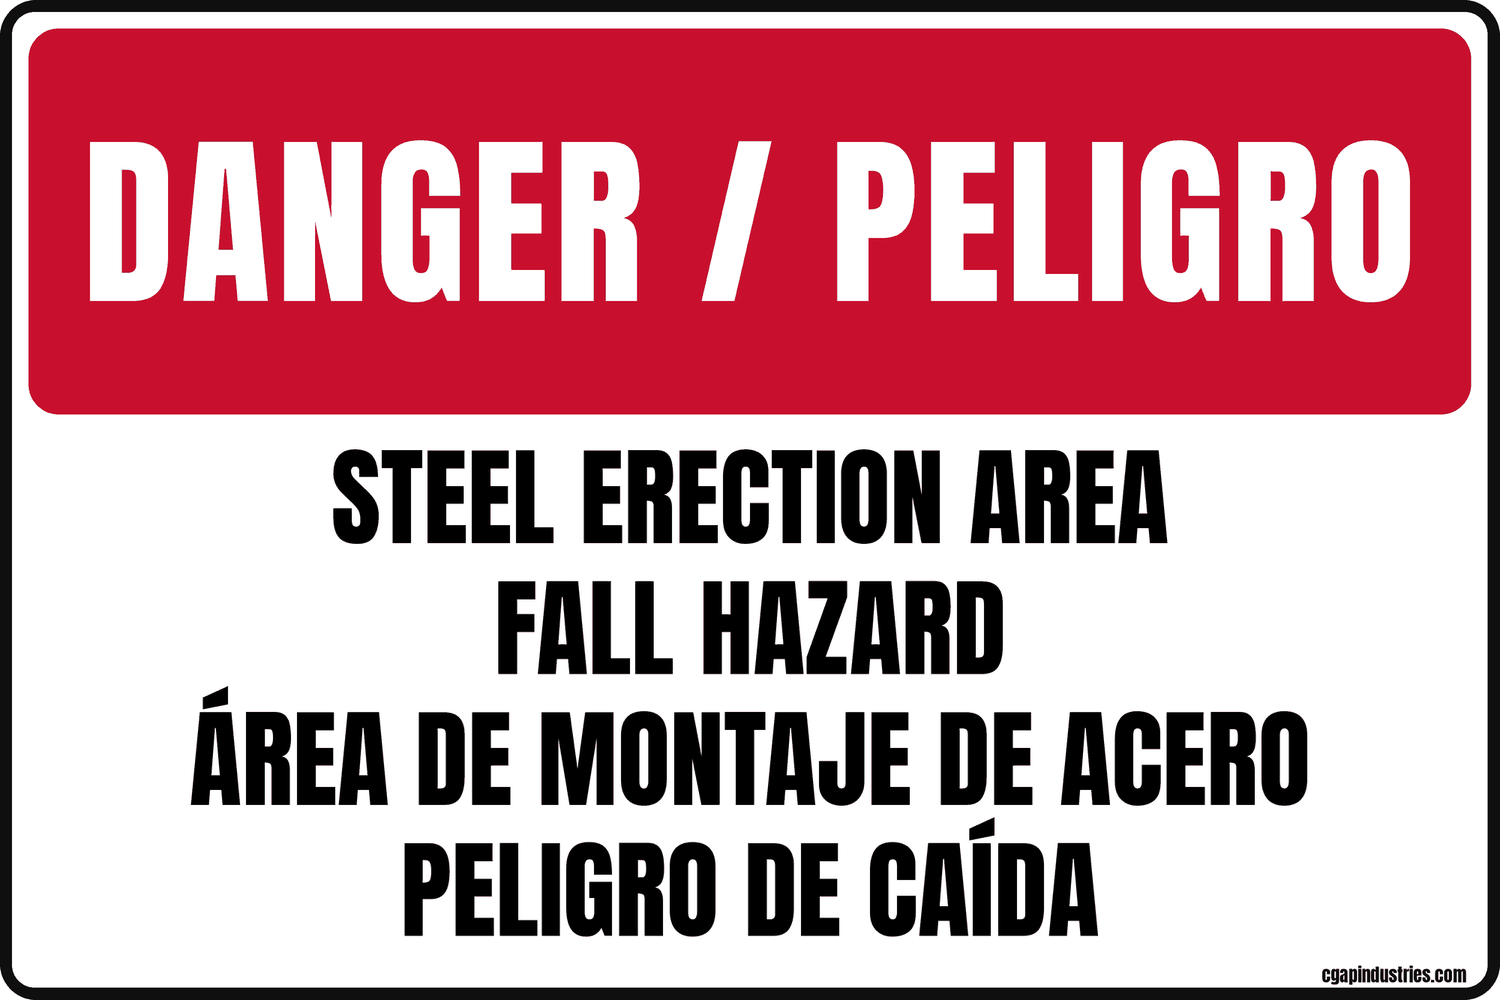 DANGER / PELIGRO
STEEL ERECTION AREA
FALL HAZARD
ÁREA DE MONTAJE DE ACERO
PELIGRO DE CAÍDA
cgapindustries.com